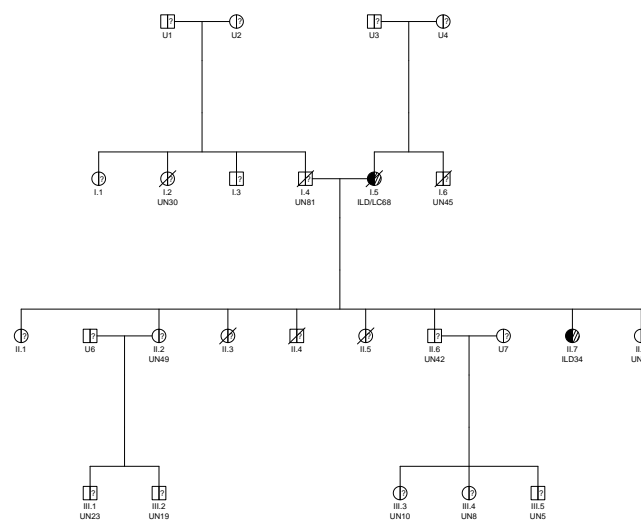 ? ? ? ?
U1 U2 U3 U4
? ? ? ? ? ?
I.1 I.2 I.3 I.4 I.5 I.6
UN30 UN81 ILD/LC68 UN45
? ? ? ? ? ? ? ? ?
II.1 U6 II.2 II.3 II.4 II.5 II.6 U7 II.7 II.
UN49 UN42 ILD34 UN
? ? ? ? ?
III.1 III.2 III.3 III.4 III.5
UN23 UN19 UN10 UN8 UN5